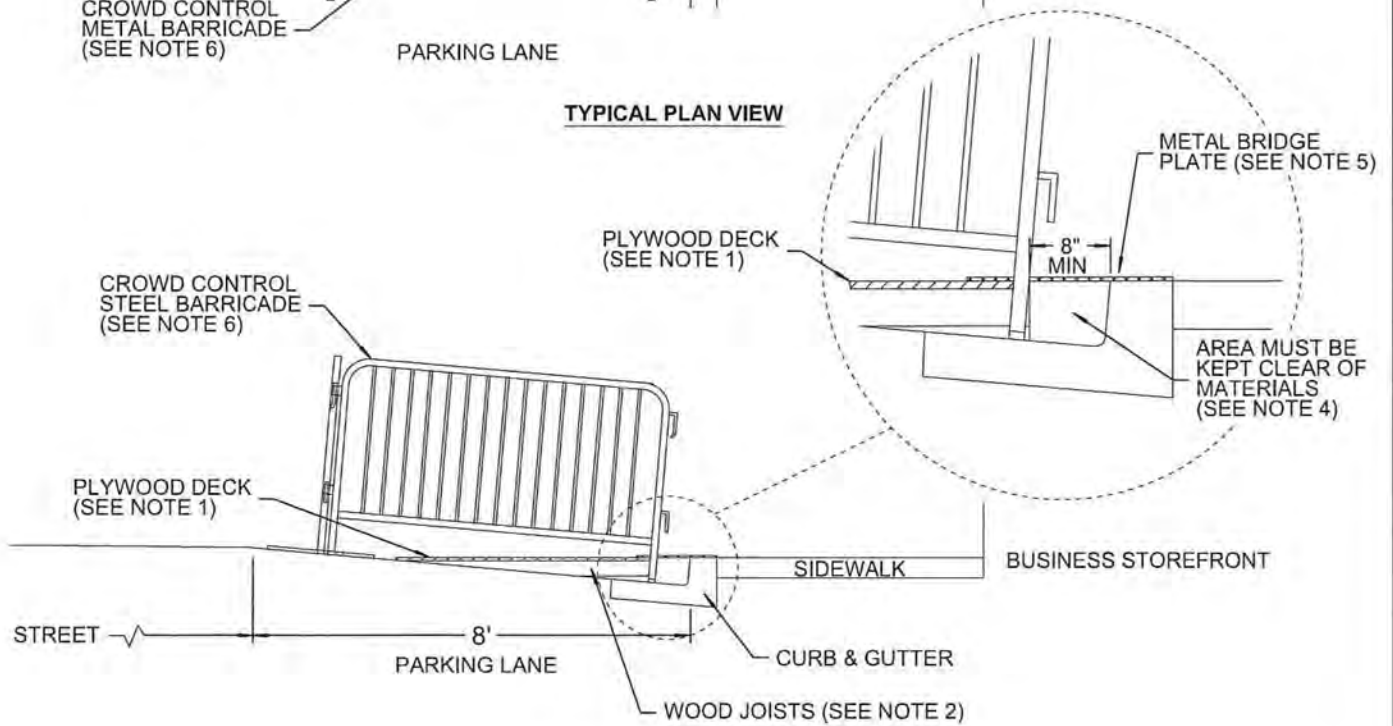 CROWD CONTROL
METAL BARRICADE
(SEE NOTE 6)
PARKING LANE
TYPICAL PLAN VIEW
METAL BRIDGE
PLATE (SEE NOTE 5)
PLYWOOD DECK
(SEE NOTE 1)
8"
MIN
CROWD CONTROL
STEEL BARRICADE
(SEE NOTE 6)
AREA MUST BE
KEPT CLEAR OF
MATERIALS
(SEE NOTE 4)
PLYWOOD DECK
(SEE NOTE 1)
SIDEWALK
BUSINESS STOREFRONT
STREET
8'
PARKING LANE
CURB & GUTTER
WOOD JOISTS (SEE NOTE 2)